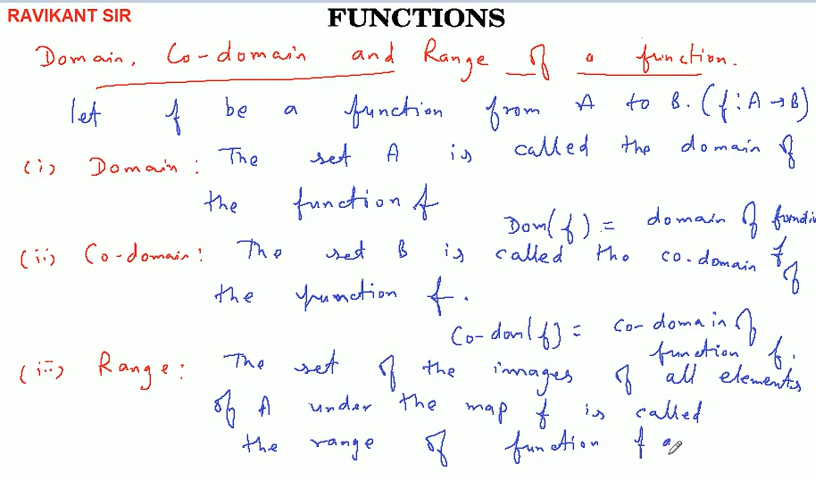 RAVIKANT SIR
FUNCTIONS
Domain, Co-domain and Range of a function.
let f be a function from A to B. (f : A → B)
(i) Domain : The set A is called the domain of
the function f
Dom(f) = domain of function f
(ii) Co-domain : The set B is called the co-domain of
the function f.
Co-dom(f) = co-domain of
function f.
(iii) Range : The set of the images of all elements
of A under the map f is called
the range of function f a